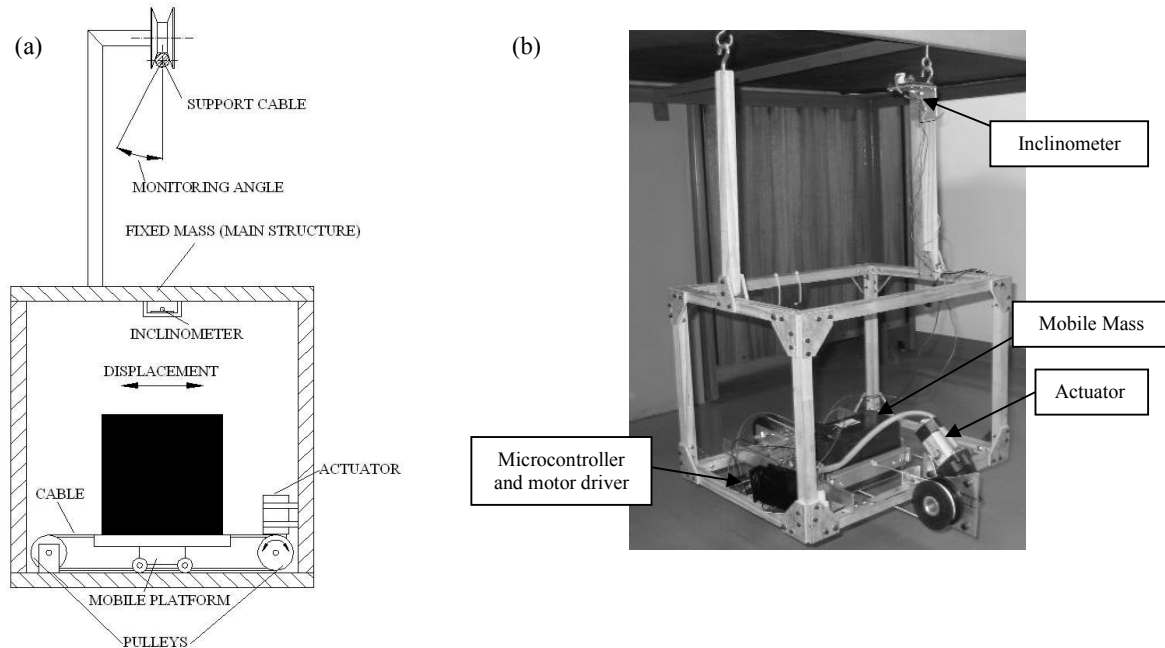 (a)
SUPPORT CABLE
MONITORING ANGLE
FIXED MASS (MAIN STRUCTURE)
INCLINOMETER
DISPLACEMENT
ACTUATOR
CABLE
MOBILE PLATFORM
PULLEYS
(b)
Inclinometer
Mobile Mass
Actuator
Microcontroller
and motor driver